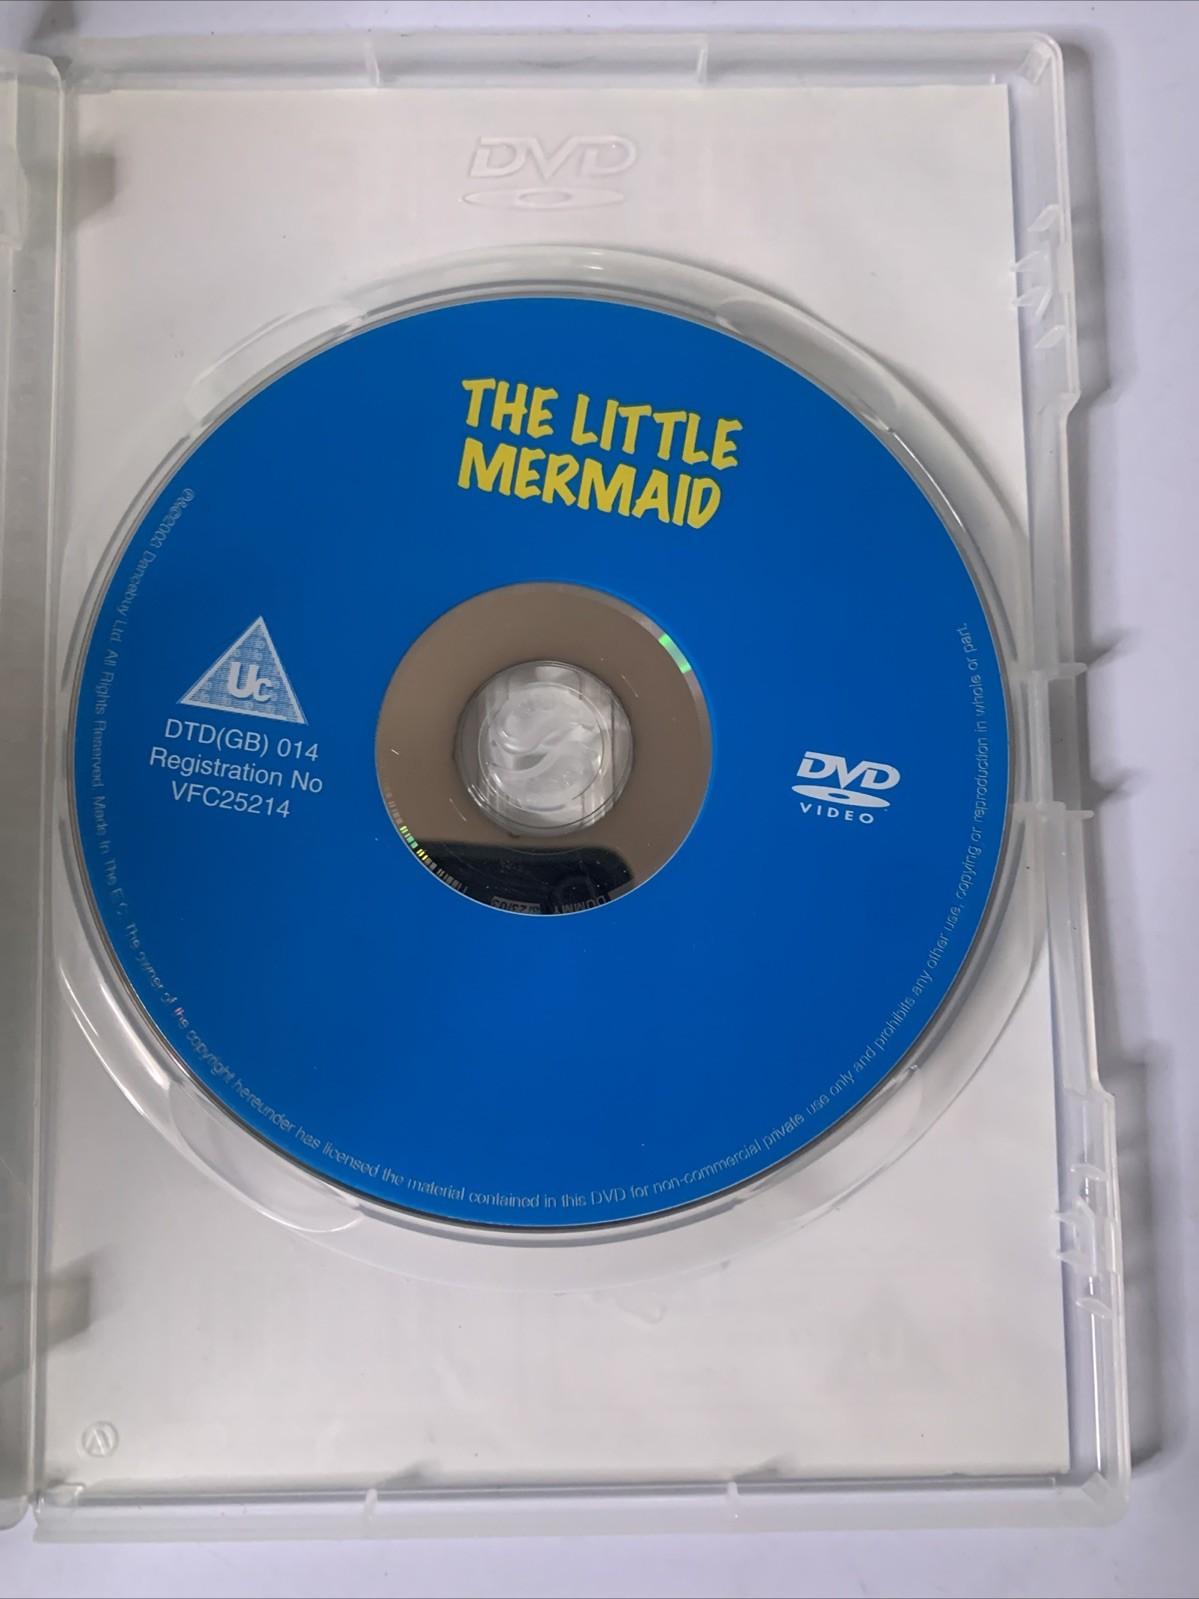 DVD
THE LITTLE
MERMAID
Uc
DTD(GB) 014
Registration No
VFC25214
DVD
VIDEO
℗&©2003 Dancebuy Ltd. All Rights Reserved. Made In The E.C. The owner of the copyright hereunder has licensed the material contained in this DVD for non-commercial private use only and prohibits any other use, copying or reproduction in whole or part.